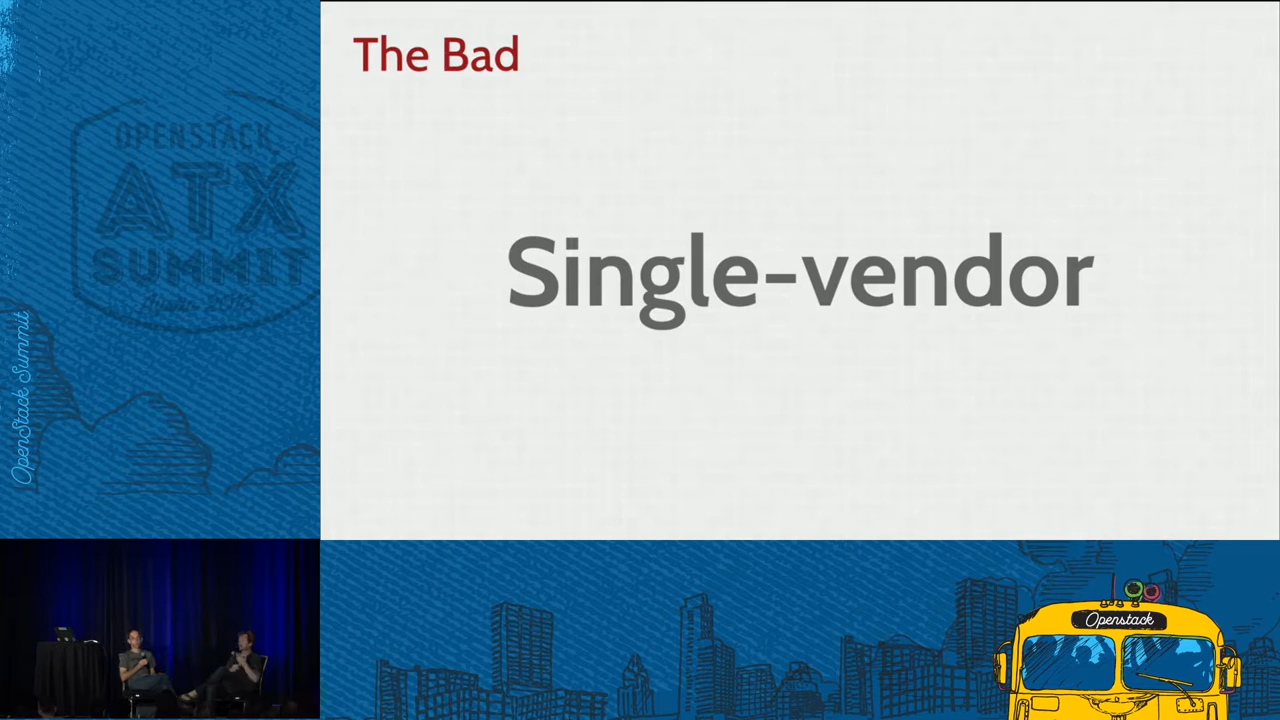 The Bad
Single-vendor
OPENSTACK
ATX
SUMMIT
OpenStack Summit
Openstack